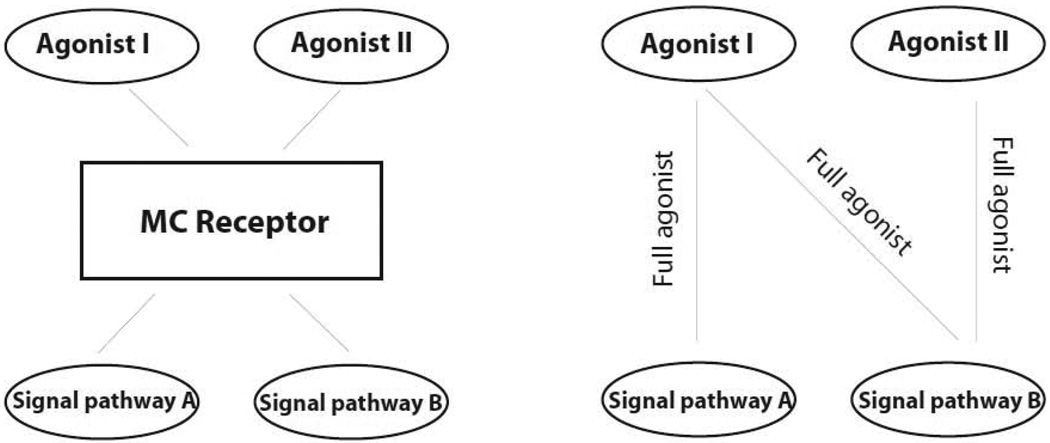 Agonist I
Agonist II
MC Receptor
Signal pathway A
Signal pathway B
Agonist I
Agonist II
Full agonist
Full agonist
Full agonist
Signal pathway A
Signal pathway B